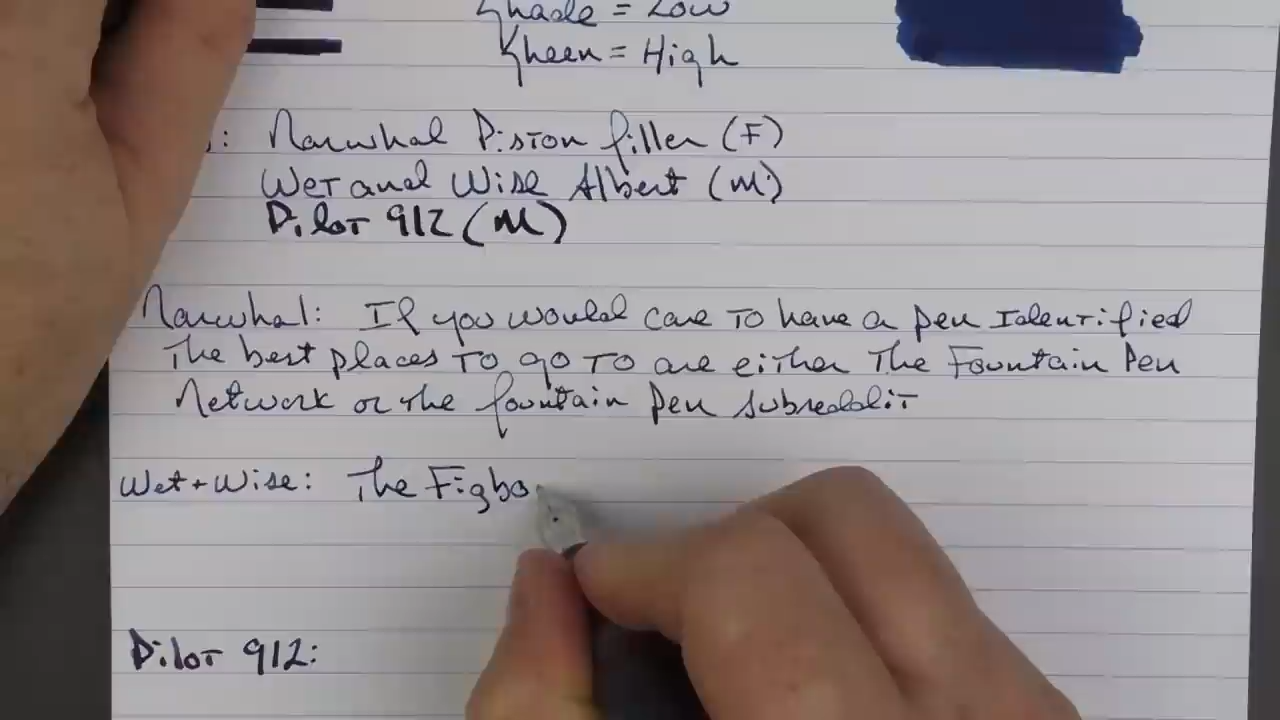 Shade = Low
Sheen = High
: Narwhal Piston filler (F)
Wet and Wise Albert (M)
Pilot 912 (M)
Narwhal: If you would care To have a pen Identified
The best places To go To are either The Fountain Pen
Network or The fountain Pen subreddit
Wet + Wise: The Figbo
Pilot 912: